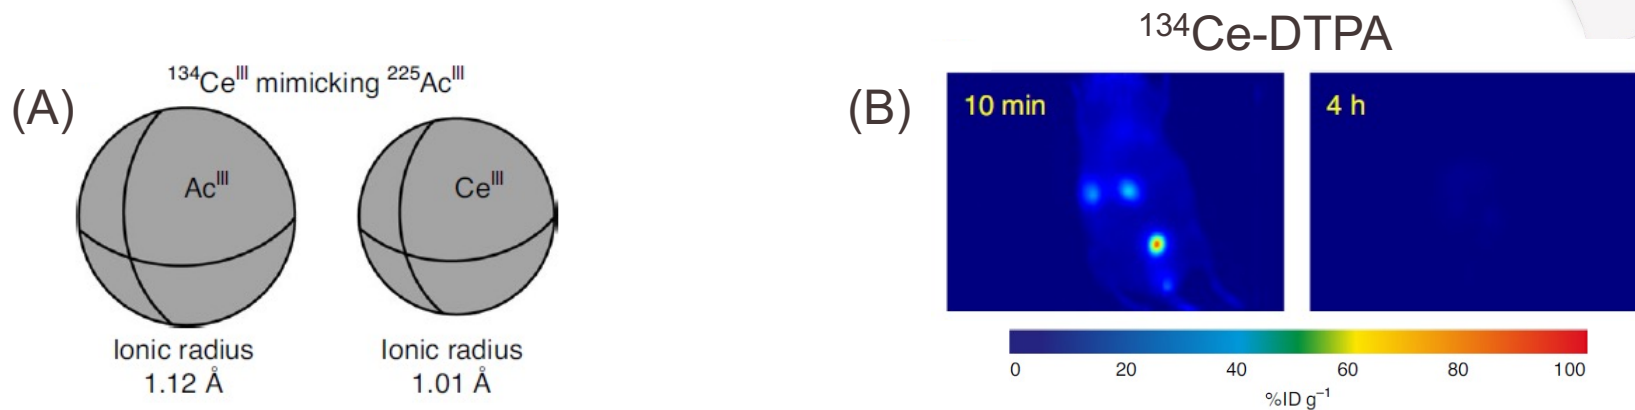 (A)
¹³⁴Ceᴵᴵᴵ mimicking ²²⁵Acᴵᴵᴵ
Acᴵᴵᴵ
Ceᴵᴵᴵ
Ionic radius
1.12 Å
Ionic radius
1.01 Å
¹³⁴Ce-DTPA
(B)
10 min
4 h
0 20 40 60 80 100
%ID g⁻¹